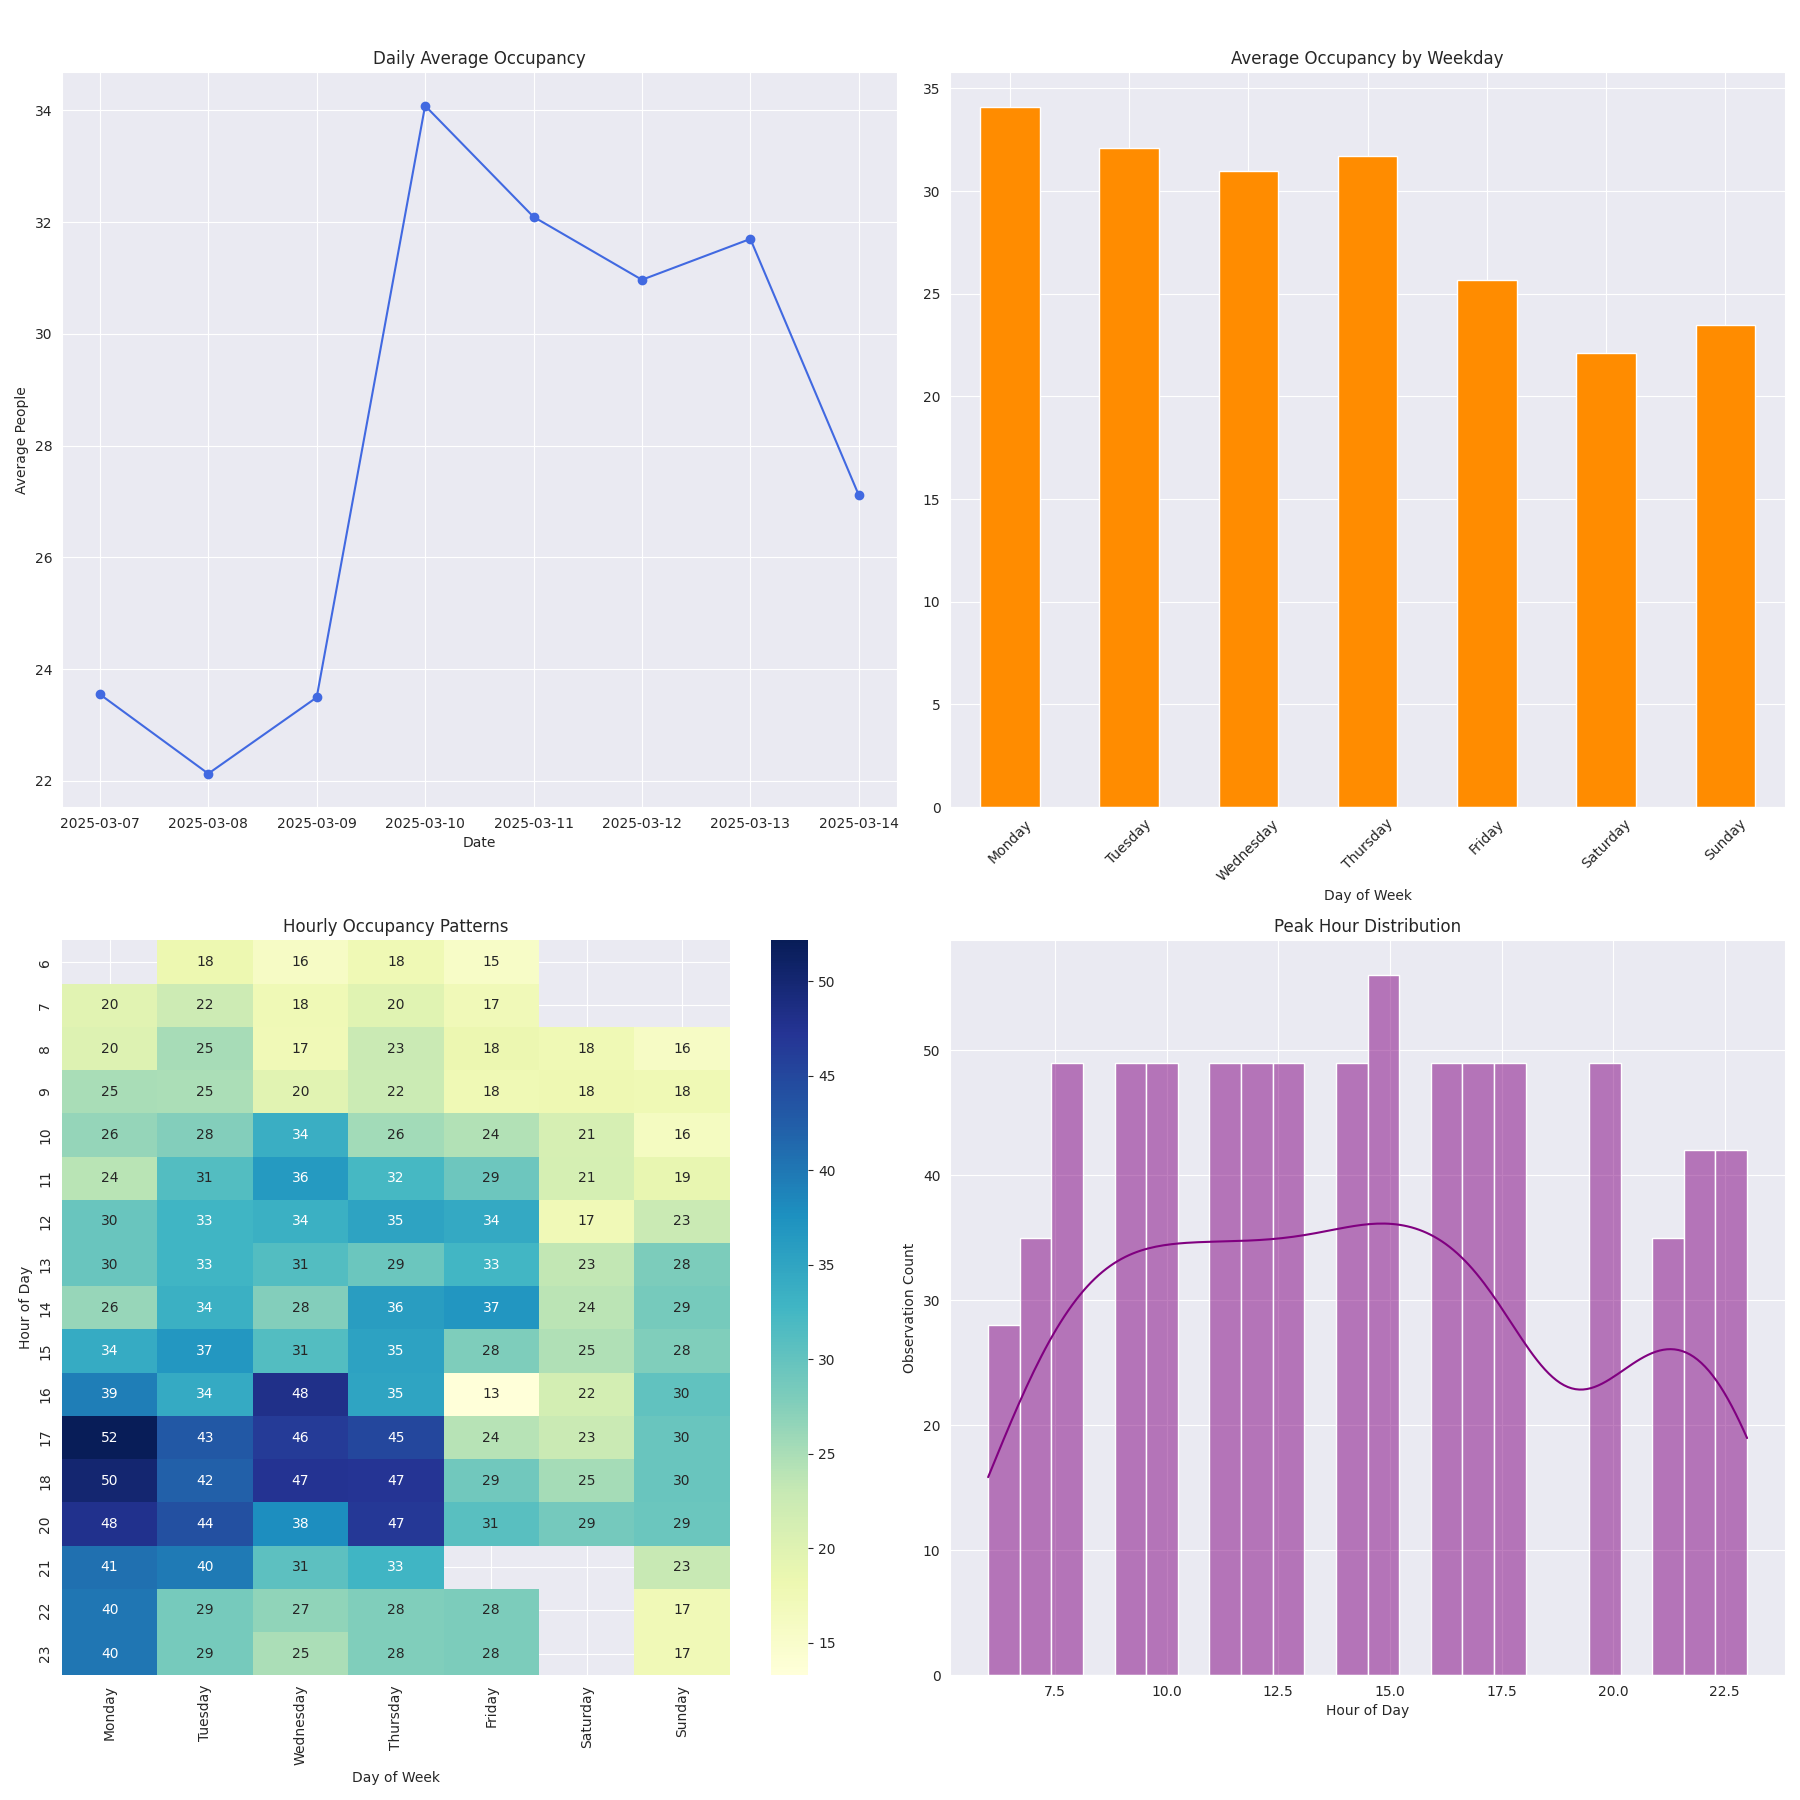 Daily Average Occupancy
Average People
34
32
30
28
26
24
22
2025-03-07 2025-03-08 2025-03-09 2025-03-10 2025-03-11 2025-03-12 2025-03-13 2025-03-14
Date
Average Occupancy by Weekday
35
30
25
20
15
10
5
0
Monday Tuesday Wednesday Thursday Friday Saturday Sunday
Day of Week
Hourly Occupancy Patterns
Hour of Day
6 18 16 18 15
7 20 22 18 20 17
8 20 25 17 23 18 18 16
9 25 25 20 22 18 18 18
10 26 28 34 26 24 21 16
11 24 31 36 32 29 21 19
12 30 33 34 35 34 17 23
13 30 33 31 29 33 23 28
14 26 34 28 36 37 24 29
15 34 37 31 35 28 25 28
16 39 34 48 35 13 22 30
17 52 43 46 45 24 23 30
18 50 42 47 47 29 25 30
20 48 44 38 47 31 29 29
21 41 40 31 33 23
22 40 29 27 28 28 17
23 40 29 25 28 28 17
Monday Tuesday Wednesday Thursday Friday Saturday Sunday
Day of Week
50
45
40
35
30
25
20
15
Peak Hour Distribution
Observation Count
50
40
30
20
10
0
7.5 10.0 12.5 15.0 17.5 20.0 22.5
Hour of Day